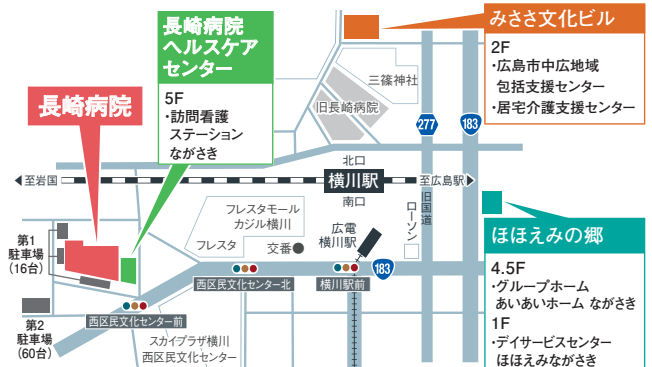 長崎病院
ヘルスケア
センター
5F
・訪問看護
ステーション
ながさき
みささ文化ビル
2F
・広島市中広地域
包括支援センター
・居宅介護支援センター
長崎病院
三篠神社
旧長崎病院
277
183
北口
至岩国
横川駅
至広島駅
南口
旧国道
フレスタモール
カジル横川
フレスタ
交番
広電
横川駅
ローソン
183
第1
駐車場
(16台)
西区民文化センター北
横川駅前
西区民文化センター前
第2
駐車場
(60台)
スカイプラザ横川
西区民文化センター
ほほえみの郷
4.5F
・グループホーム
あいあいホーム ながさき
1F
・デイサービスセンター
ほほえみながさき